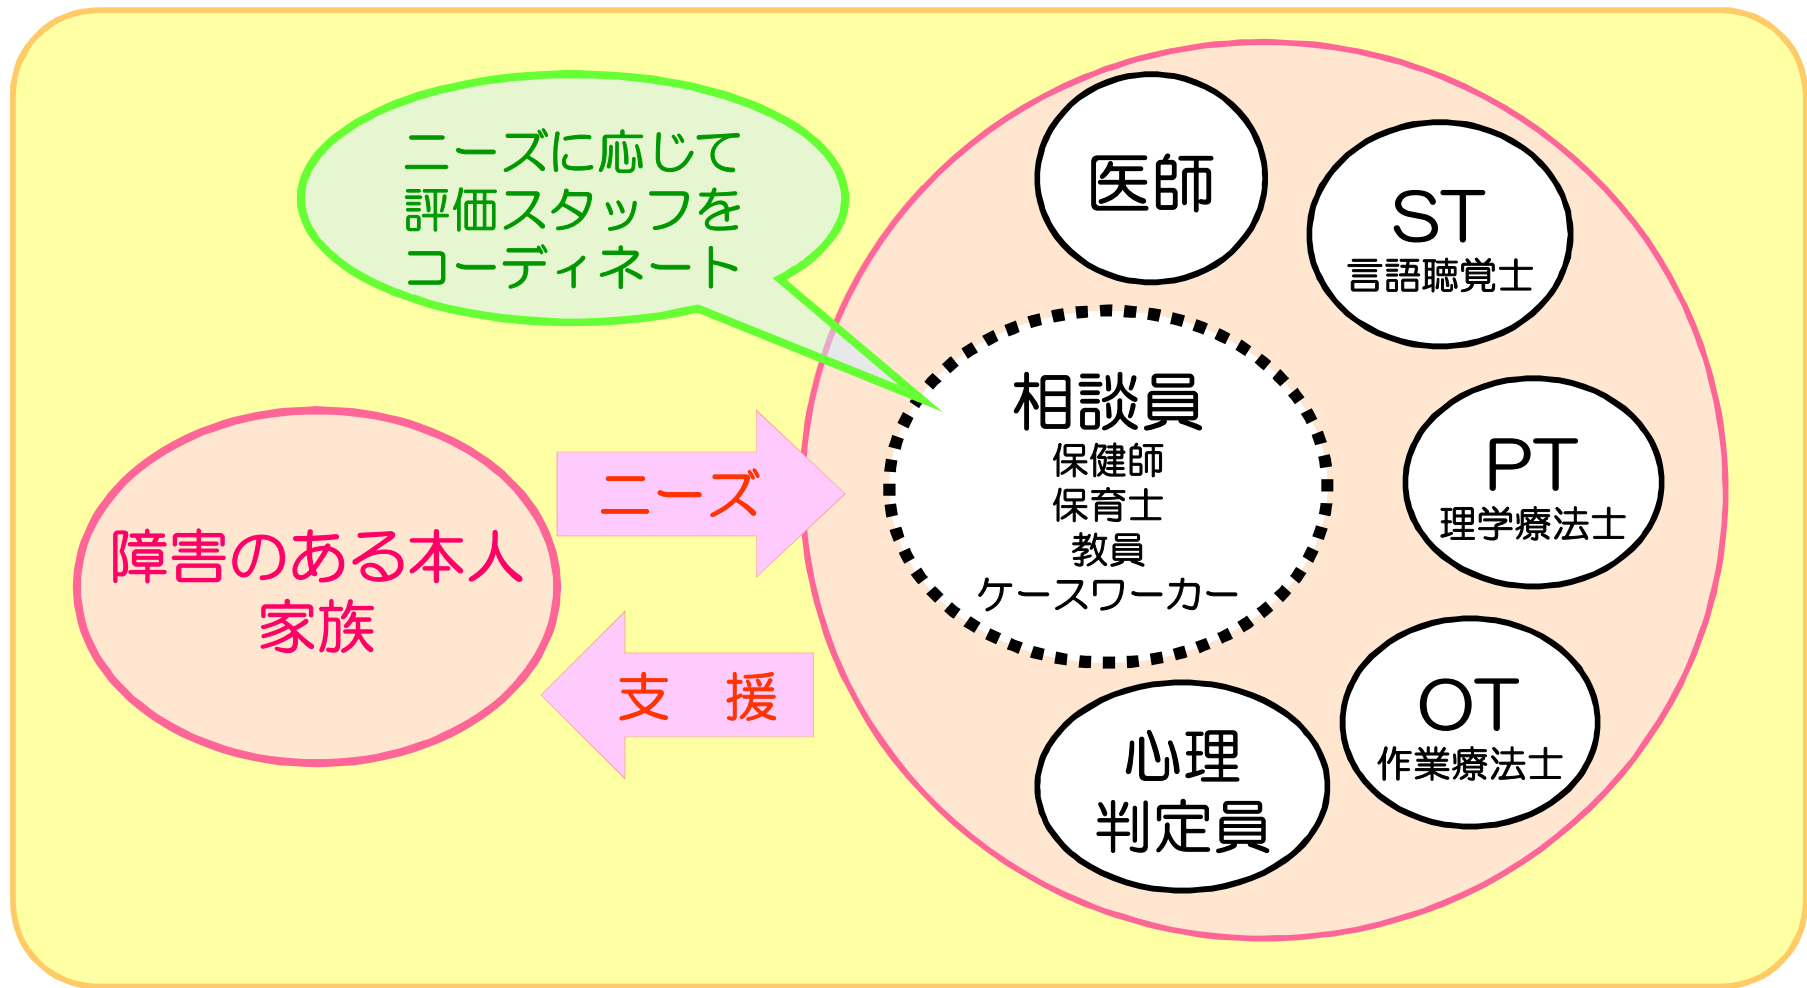 ニーズに応じて
評価スタッフを
コーディネート
障害のある本人
家族
ニーズ
支　援
医師
ST
言語聴覚士
相談員
保健師
保育士
教員
ケースワーカー
PT
理学療法士
OT
作業療法士
心理
判定員